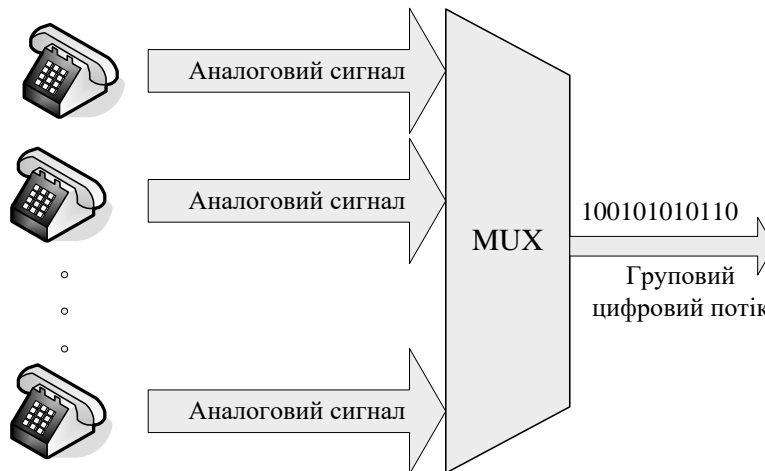 Аналоговий сигнал
Аналоговий сигнал
100101010110
MUX
Груповий
цифровий потік
Аналоговий сигнал